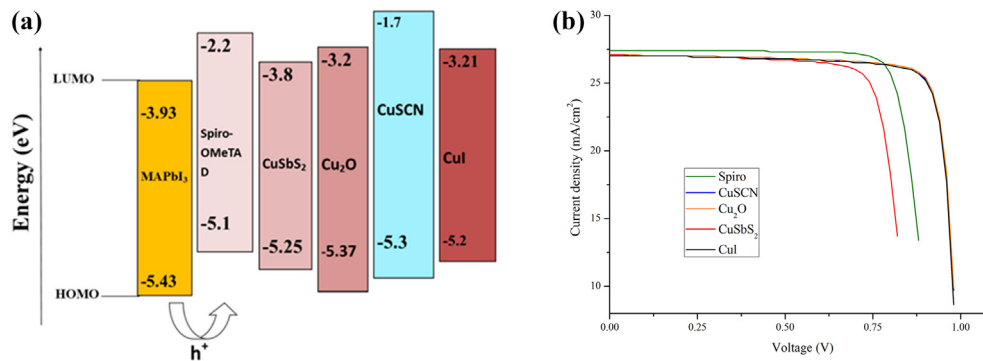 (a)
Energy (eV)
LUMO
HOMO
-3.93
MAPbI₃
-5.43
-2.2
Spiro-
OMeTA
D
-5.1
-3.8
CuSbS₂
-5.25
-3.2
Cu₂O
-5.37
-1.7
CuSCN
-5.3
-3.21
CuI
-5.2
h⁺
(b)
Current density (mA/cm²)
30
25
20
15
10
Spiro
CuSCN
Cu₂O
CuSbS₂
CuI
0.00
0.25
0.50
0.75
1.00
Voltage (V)